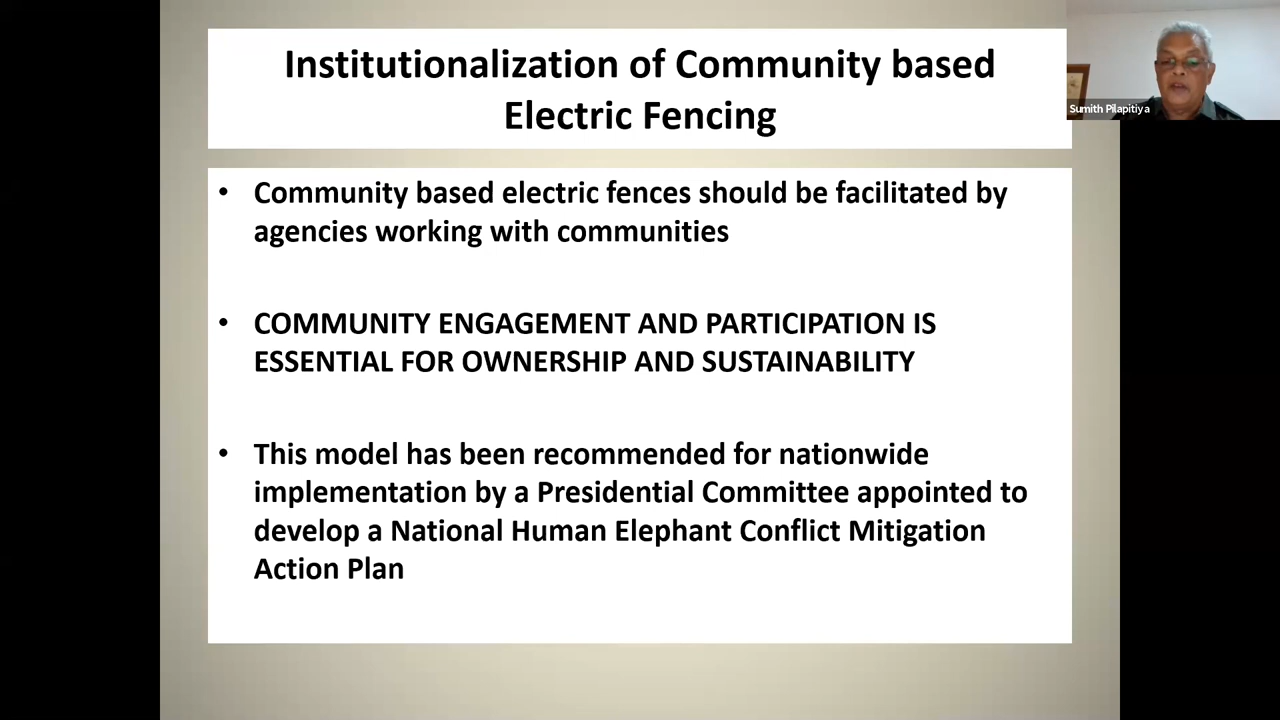 Institutionalization of Community based
Electric Fencing
Sumith Pilapitiya
• Community based electric fences should be facilitated by
agencies working with communities
• COMMUNITY ENGAGEMENT AND PARTICIPATION IS
ESSENTIAL FOR OWNERSHIP AND SUSTAINABILITY
• This model has been recommended for nationwide
implementation by a Presidential Committee appointed to
develop a National Human Elephant Conflict Mitigation
Action Plan